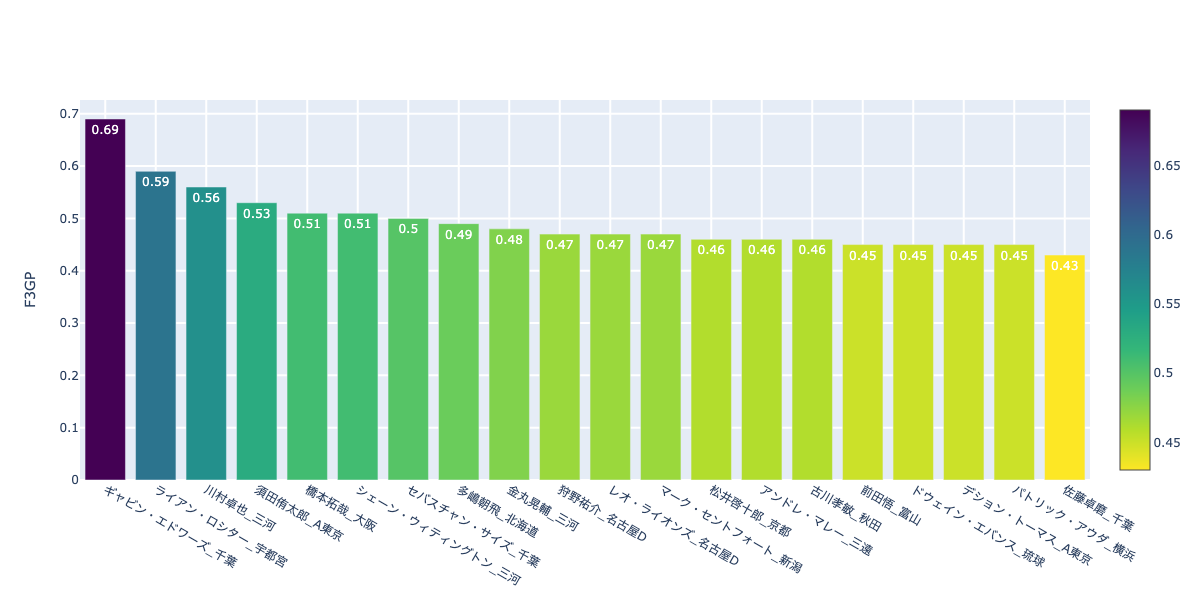 F3GP
0.7
0.6
0.5
0.4
0.3
0.2
0.1
0
0.69
0.59
0.56
0.53
0.51
0.51
0.5
0.49
0.48
0.47
0.47
0.47
0.46
0.46
0.46
0.45
0.45
0.45
0.45
0.43
ギャビン・エドワーズ_千葉
ライアン・ロシター_宇都宮
川村卓也_三河
須田侑太郎_A東京
橋本拓哉_大阪
シェーン・ウィティングトン_三河
セバスチャン・サイズ_千葉
多嶋朝飛_北海道
金丸晃輔_三河
狩野祐介_名古屋D
レオ・ライオンズ_名古屋D
マーク・セントフォート_新潟
松井啓十郎_京都
アンドレ・マレー_三遠
古川孝敏_秋田
前田悟_富山
ドウェイン・エバンス_琉球
デション・トーマス_A東京
パトリック・アウダ_横浜
佐藤卓磨_千葉
0.65
0.6
0.55
0.5
0.45